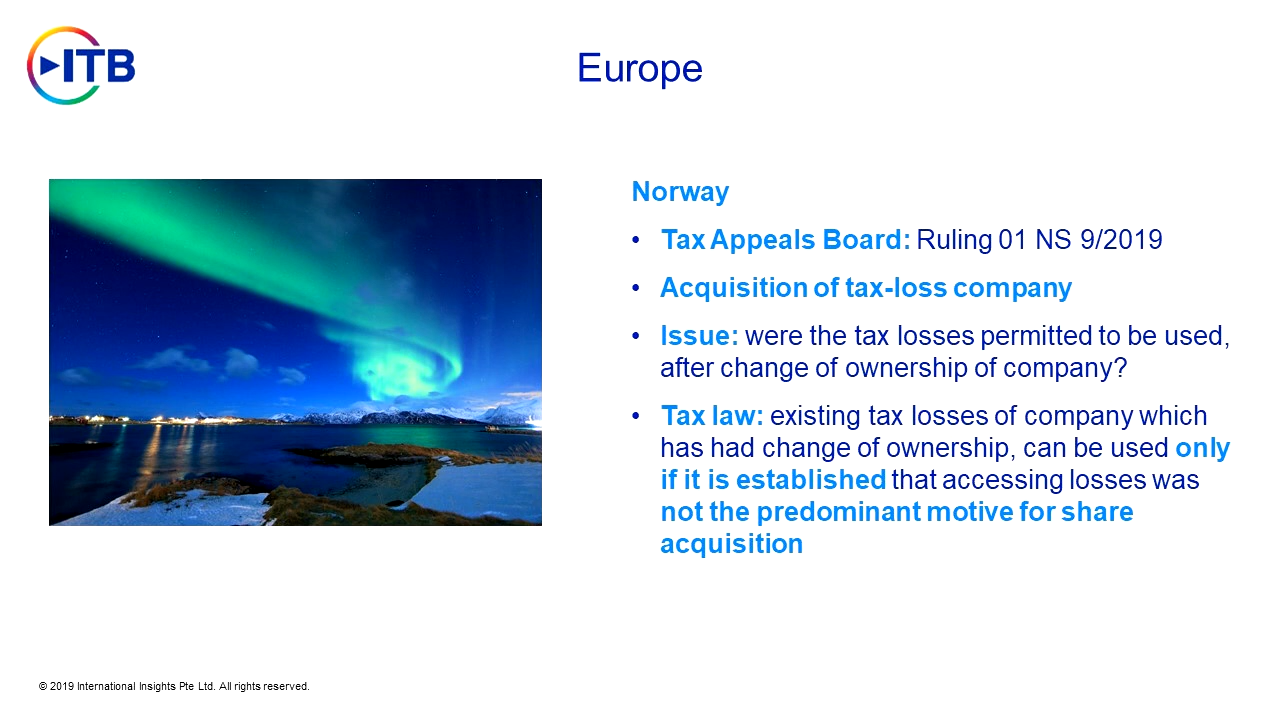 ITB
Europe
Norway
• Tax Appeals Board: Ruling 01 NS 9/2019
• Acquisition of tax-loss company
• Issue: were the tax losses permitted to be used,
after change of ownership of company?
• Tax law: existing tax losses of company which
has had change of ownership, can be used only
if it is established that accessing losses was
not the predominant motive for share
acquisition
© 2019 International Insights Pte Ltd. All rights reserved.